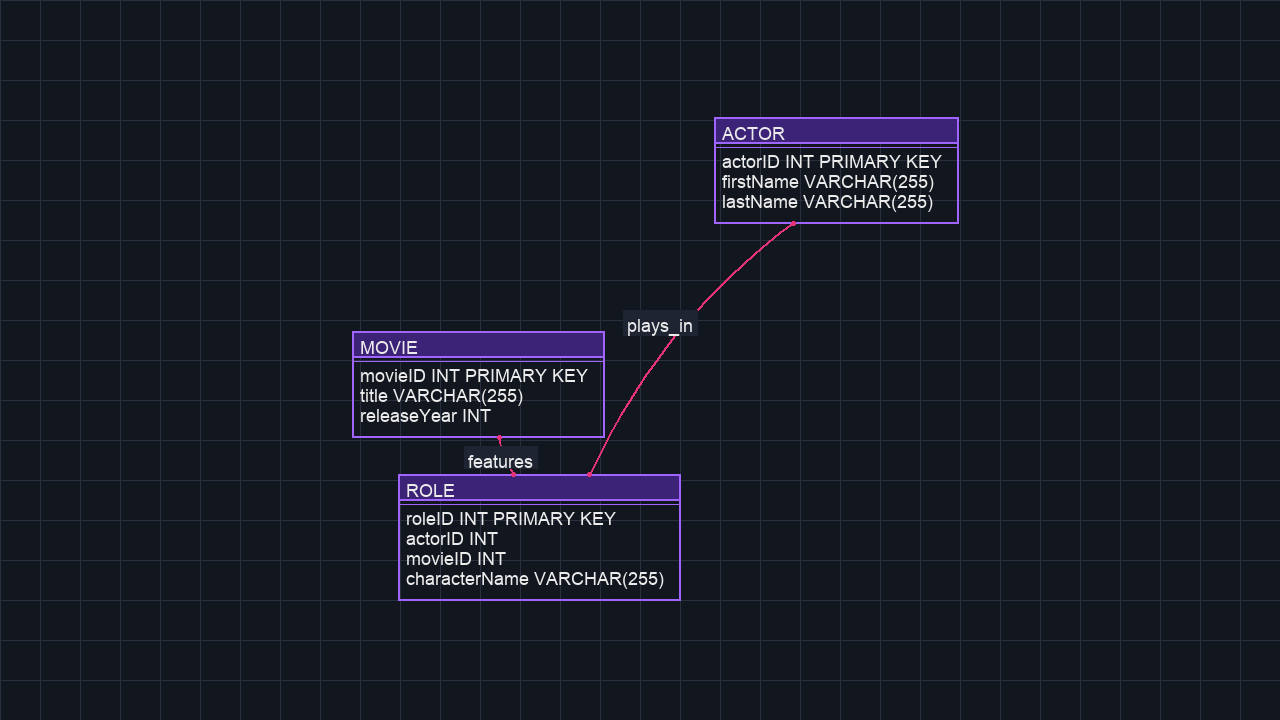 ACTOR
actorID INT PRIMARY KEY
firstName VARCHAR(255)
lastName VARCHAR(255)
plays_in
MOVIE
movieID INT PRIMARY KEY
title VARCHAR(255)
releaseYear INT
features
ROLE
roleID INT PRIMARY KEY
actorID INT
movieID INT
characterName VARCHAR(255)